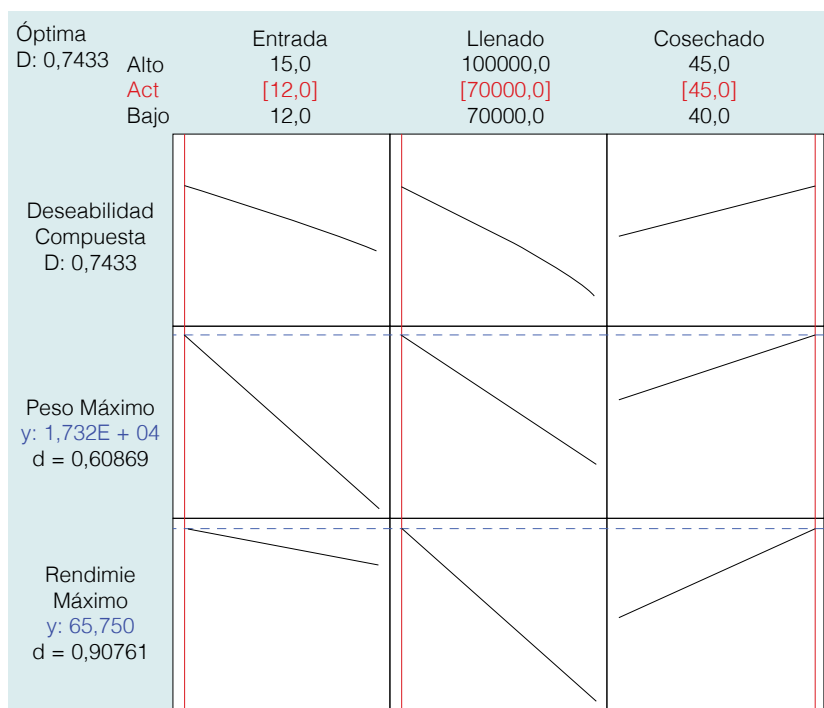 Óptima
D: 0,7433
Entrada Llenado Cosechado
Alto 15,0 100000,0 45,0
Act [12,0] [70000,0] [45,0]
Bajo 12,0 70000,0 40,0
Deseabilidad
Compuesta
D: 0,7433
Peso Máximo
y: 1,732E + 04
d = 0,60869
Rendimie
Máximo
y: 65,750
d = 0,90761